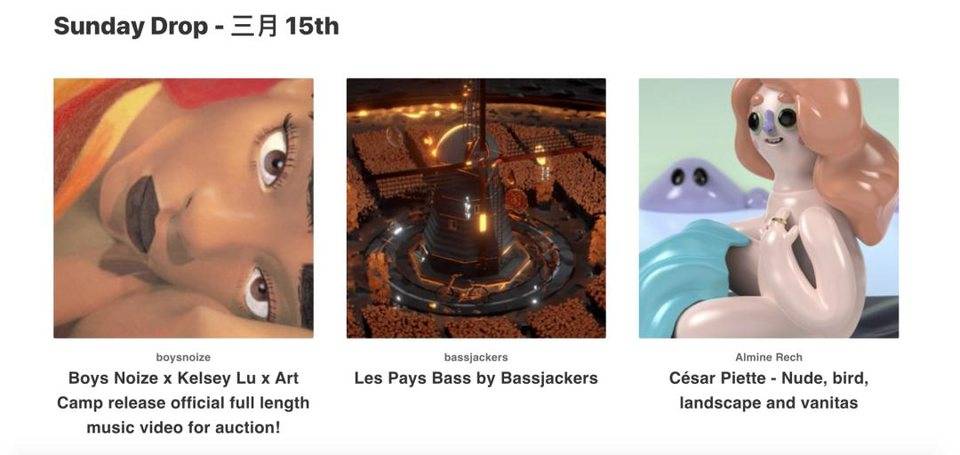 Sunday Drop - 三月 15th
boysnoize
Boys Noize x Kelsey Lu x Art
Camp release official full length
music video for auction!
bassjackers
Les Pays Bass by Bassjackers
Almine Rech
César Piette - Nude, bird,
landscape and vanitas